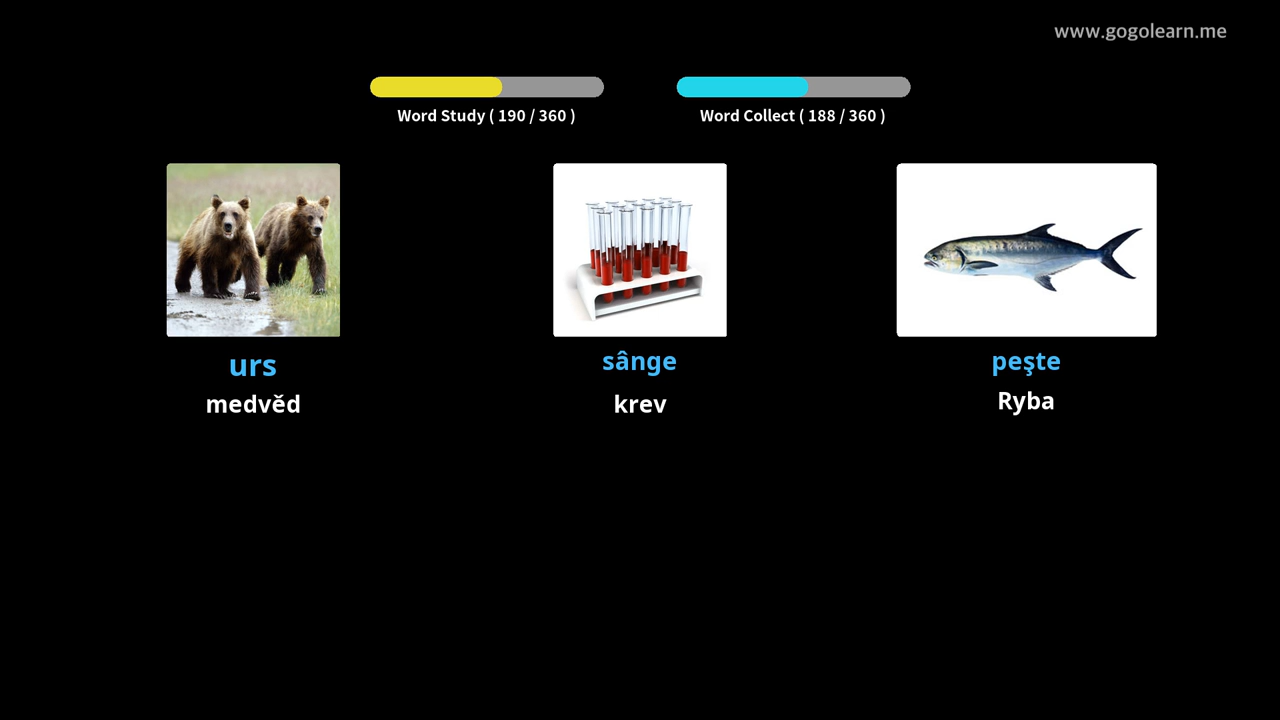 www.gogolearn.me
Word Study ( 190 / 360 )
Word Collect ( 188 / 360 )
urs
sânge
peşte
medvěd
krev
Ryba